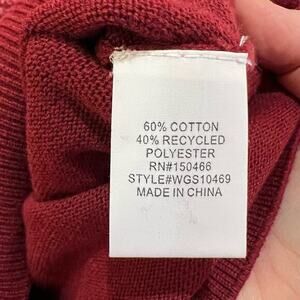 60% COTTON
40% RECYCLED
POLYESTER
RN#150466
STYLE#WGS10469
MADE IN CHINA